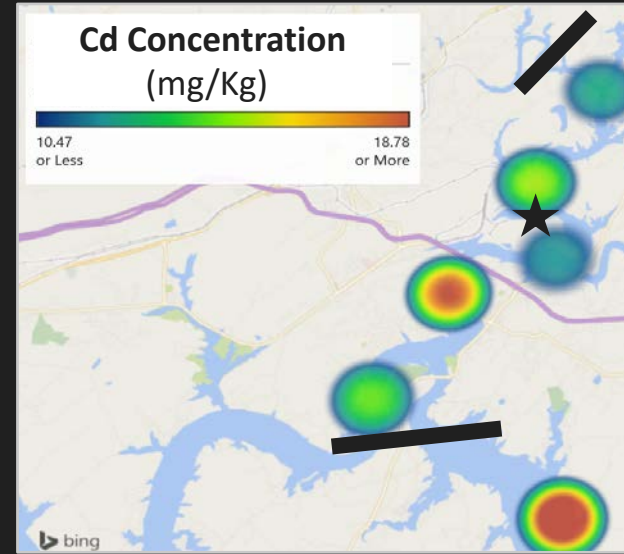 Cd Concentration
(mg/Kg)
10.47 18.78
or Less or More
bing